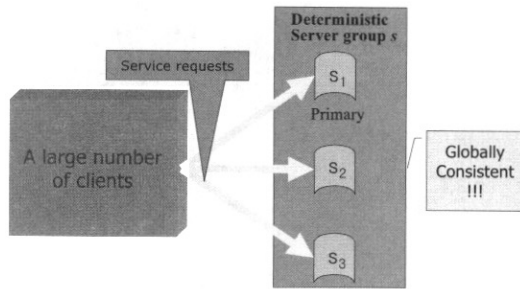 Deterministic
Server group s
Service requests
S1
Primary
A large number
of clients
S2
Globally
Consistent
!!!
S3